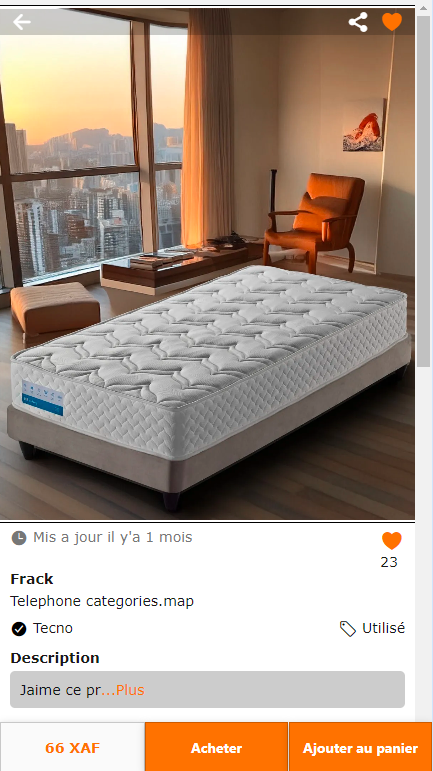 Mis a jour il y'a 1 mois
23
Frack
Telephone categories.map
Tecno
Utilisé
Description
Jaime ce pr...Plus
66 XAF
Acheter
Ajouter au panier